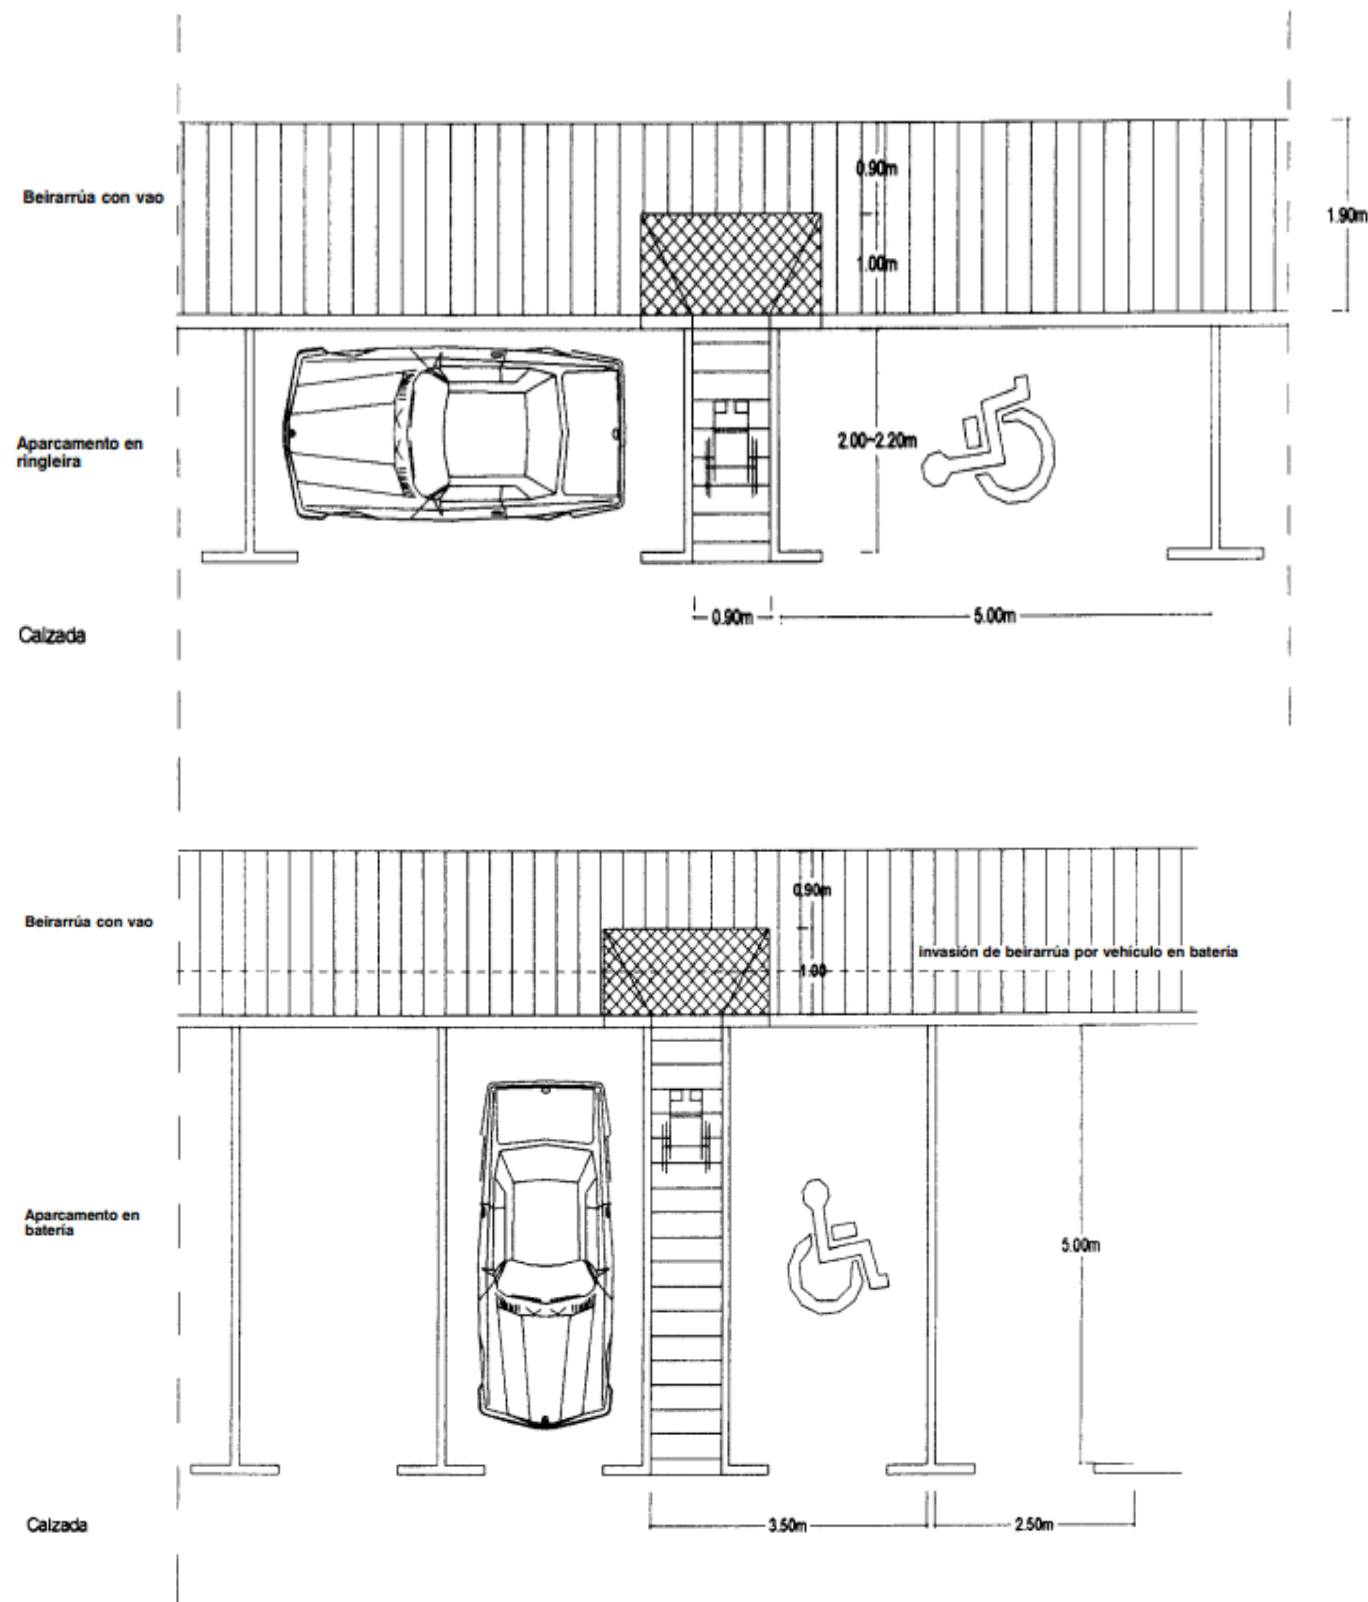 0.90m
Beirarrúa con vao
1.90m
1.00m
Aparcamento en
ringleira
2.00~2.20m
0.90m
5.00m
Calzada
0.90m
Beirarrúa con vao
invasión de beirarrúa por vehículo en batería
1.00
Aparcamento en
batería
5.00m
3.50m
2.50m
Calzada